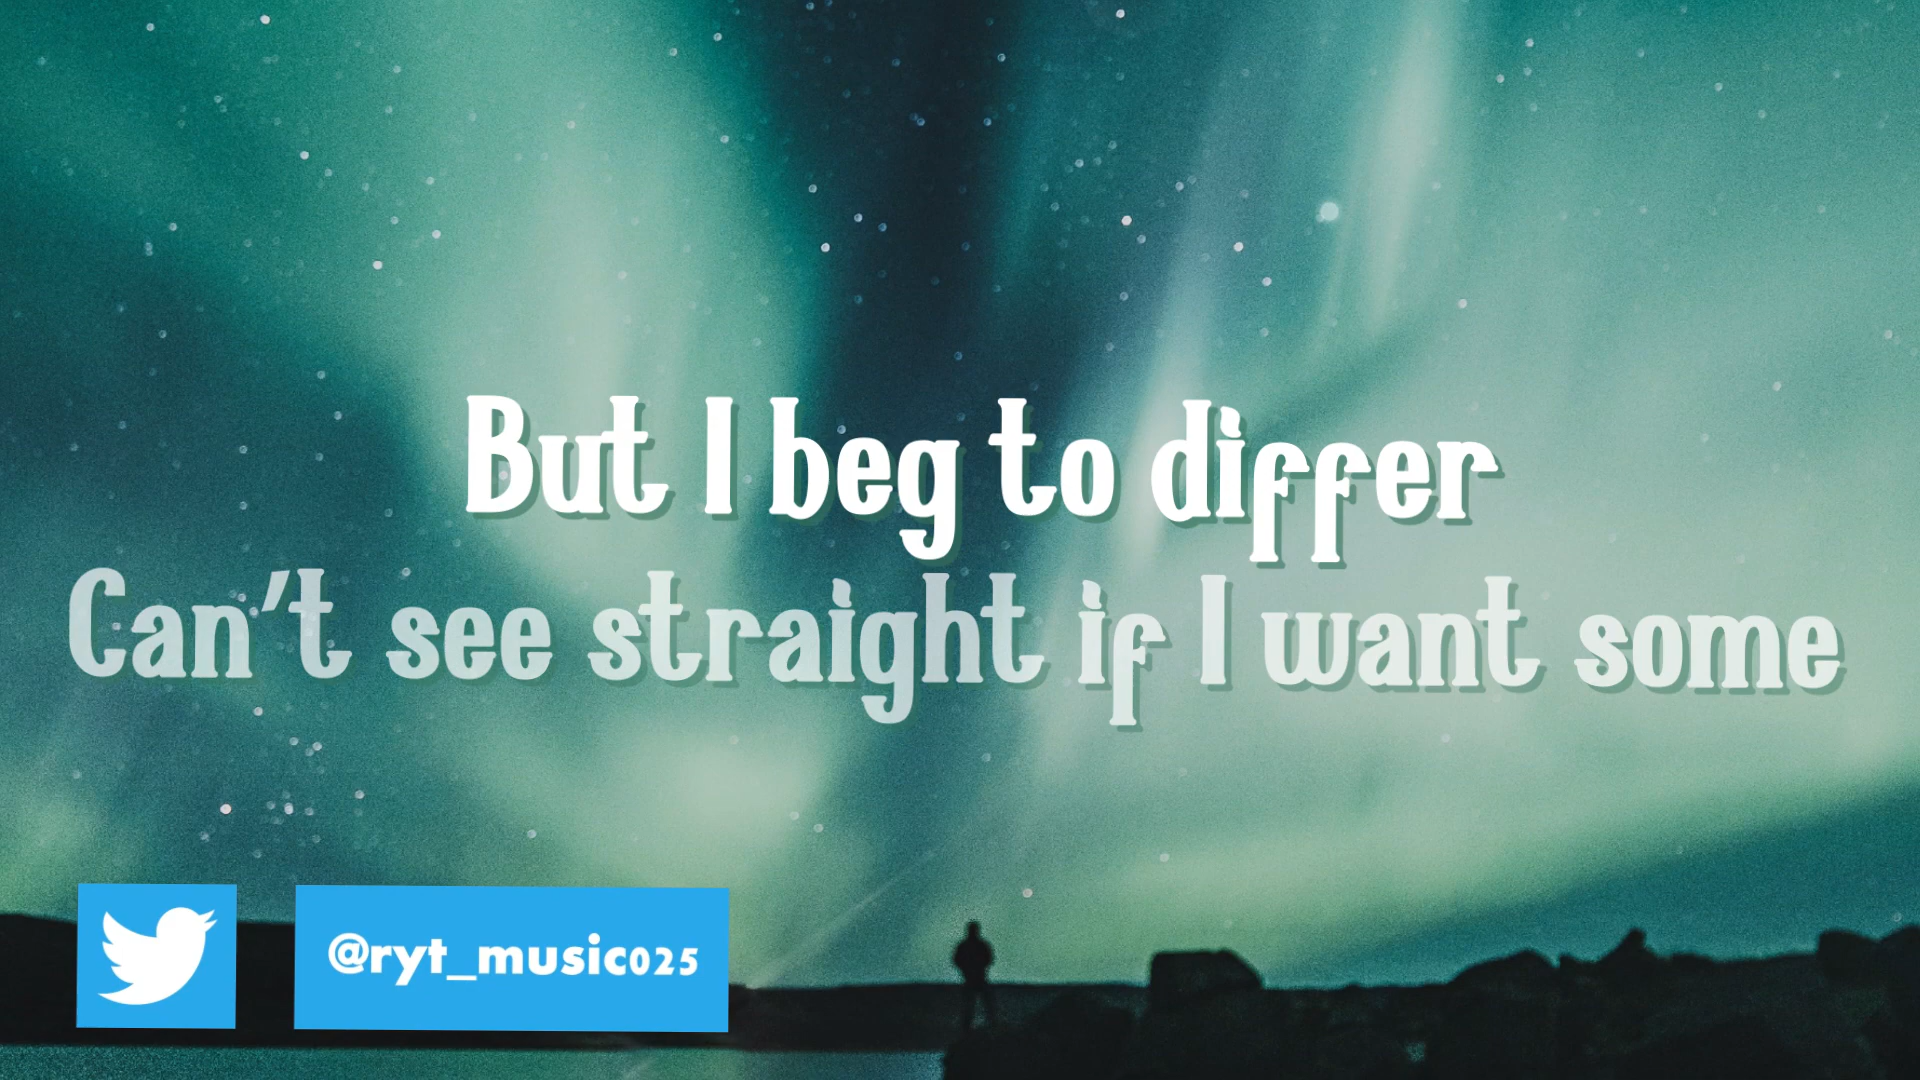 But I beg to differ
Can't see straight if I want some
@ryt_music025